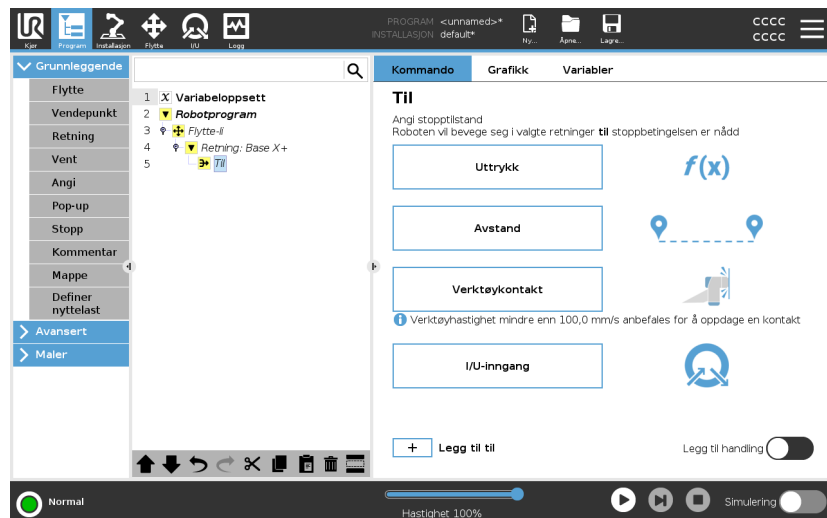 UR
Kjør
Program
Installasjon
Flytte
I/U
Logg
PROGRAM <unnamed>*
INSTALLASJON default*
Ny...
Åpne...
Lagre...
cccc
cccc
Grunnleggende
Flytte
Vendepunkt
Retning
Vent
Angi
Pop-up
Stopp
Kommentar
Mappe
Definer
nyttelast
Avansert
Maler
1 X Variabeloppsett
2 Robotprogram
3 Flytte-li
4 Retning: Base X+
5 Til
Kommando Grafikk Variabler
Til
Angi stopptilstand
Roboten vil bevege seg i valgte retninger til stoppbetingelsen er nådd
Uttrykk
f(x)
Avstand
Verktøykontakt
Verktøyhastighet mindre enn 100,0 mm/s anbefales for å oppdage en kontakt
I/U-inngang
+ Legg til til
Legg til handling
Normal
Hastighet 100%
Simulering